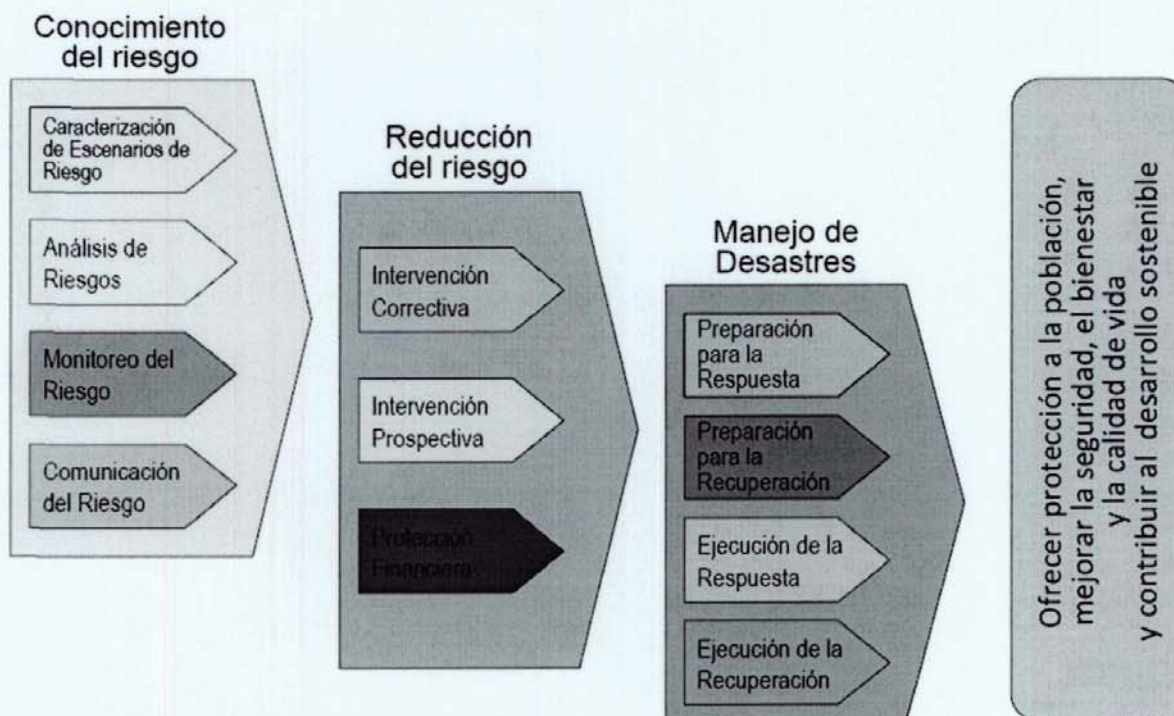 Conocimiento
del riesgo
Caracterización
de Escenarios de
Riesgo
Análisis de
Riesgos
Monitoreo del
Riesgo
Comunicación
del Riesgo
Reducción
del riesgo
Intervención
Correctiva
Intervención
Prospectiva
Protección
Financiera
Manejo de
Desastres
Preparación
para la
Respuesta
Preparación
para la
Recuperación
Ejecución de la
Respuesta
Ejecución de la
Recuperación
Ofrecer protección a la población,
mejorar la seguridad, el bienestar
y la calidad de vida
y contribuir al desarrollo sostenible